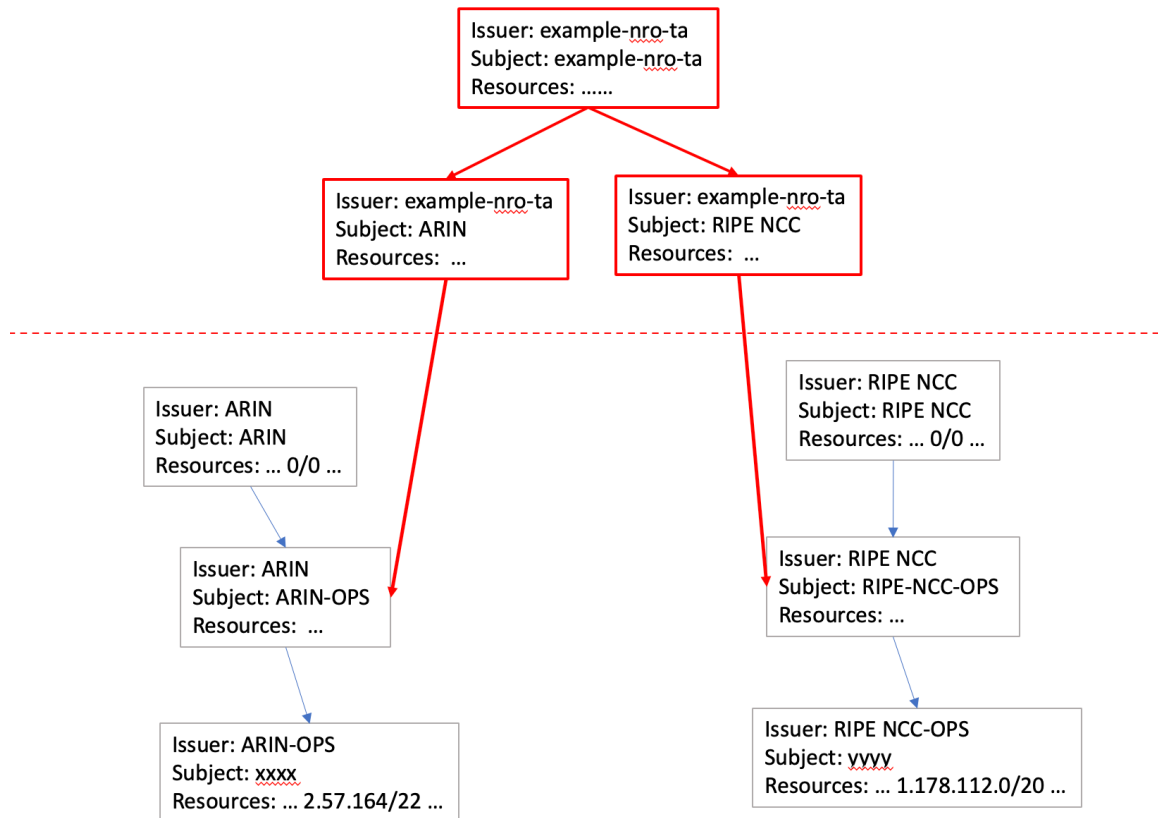 Issuer: example-nro-ta
Subject: example-nro-ta
Resources: ......
Issuer: example-nro-ta
Subject: ARIN
Resources:  ...
Issuer: example-nro-ta
Subject: RIPE NCC
Resources:  ...
Issuer: ARIN
Subject: ARIN
Resources: ... 0/0 ...
Issuer: RIPE NCC
Subject: RIPE NCC
Resources: ... 0/0 ...
Issuer: ARIN
Subject: ARIN-OPS
Resources:  ...
Issuer: RIPE NCC
Subject: RIPE-NCC-OPS
Resources: ...
Issuer: ARIN-OPS
Subject: xxxx
Resources: ... 2.57.164/22 ...
Issuer: RIPE NCC-OPS
Subject: yyyy
Resources: ... 1.178.112.0/20 ...